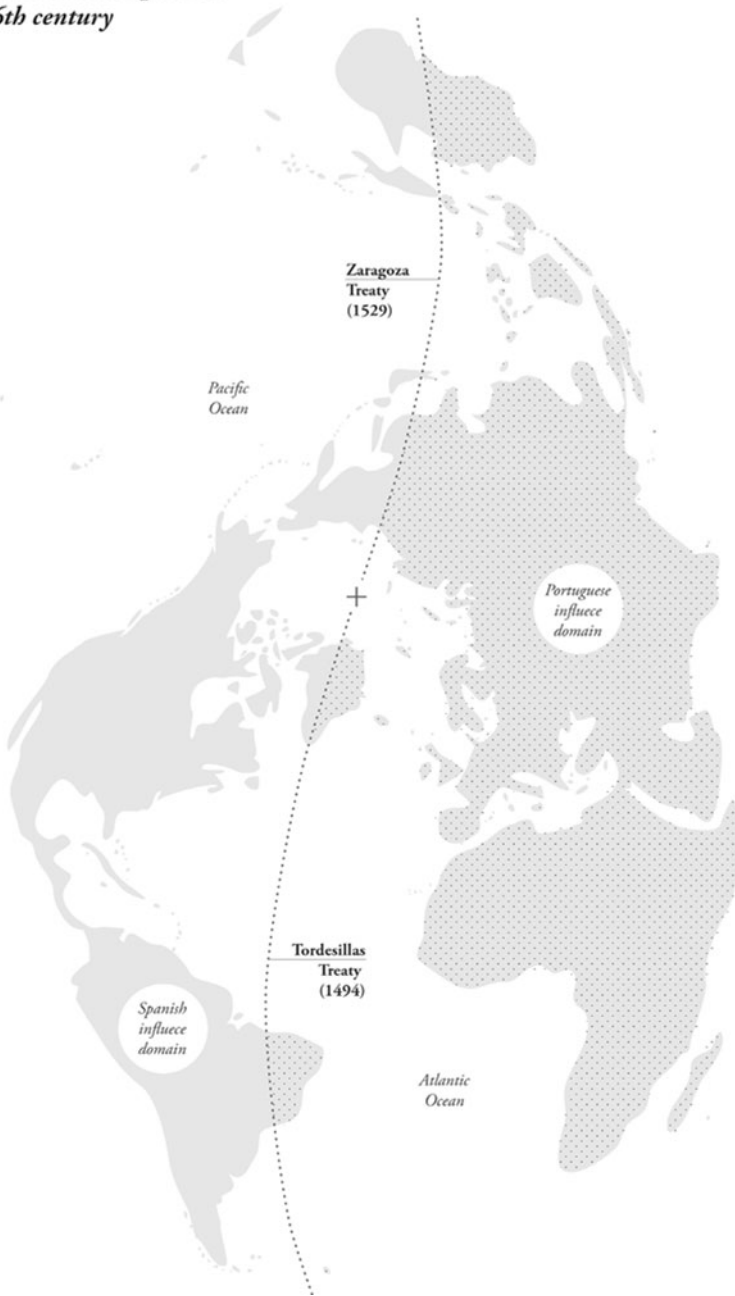 6th century
Zaragoza
Treaty
(1529)
Pacific
Ocean
Portuguese
influece
domain
Tordesillas
Treaty
(1494)
Spanish
influece
domain
Atlantic
Ocean